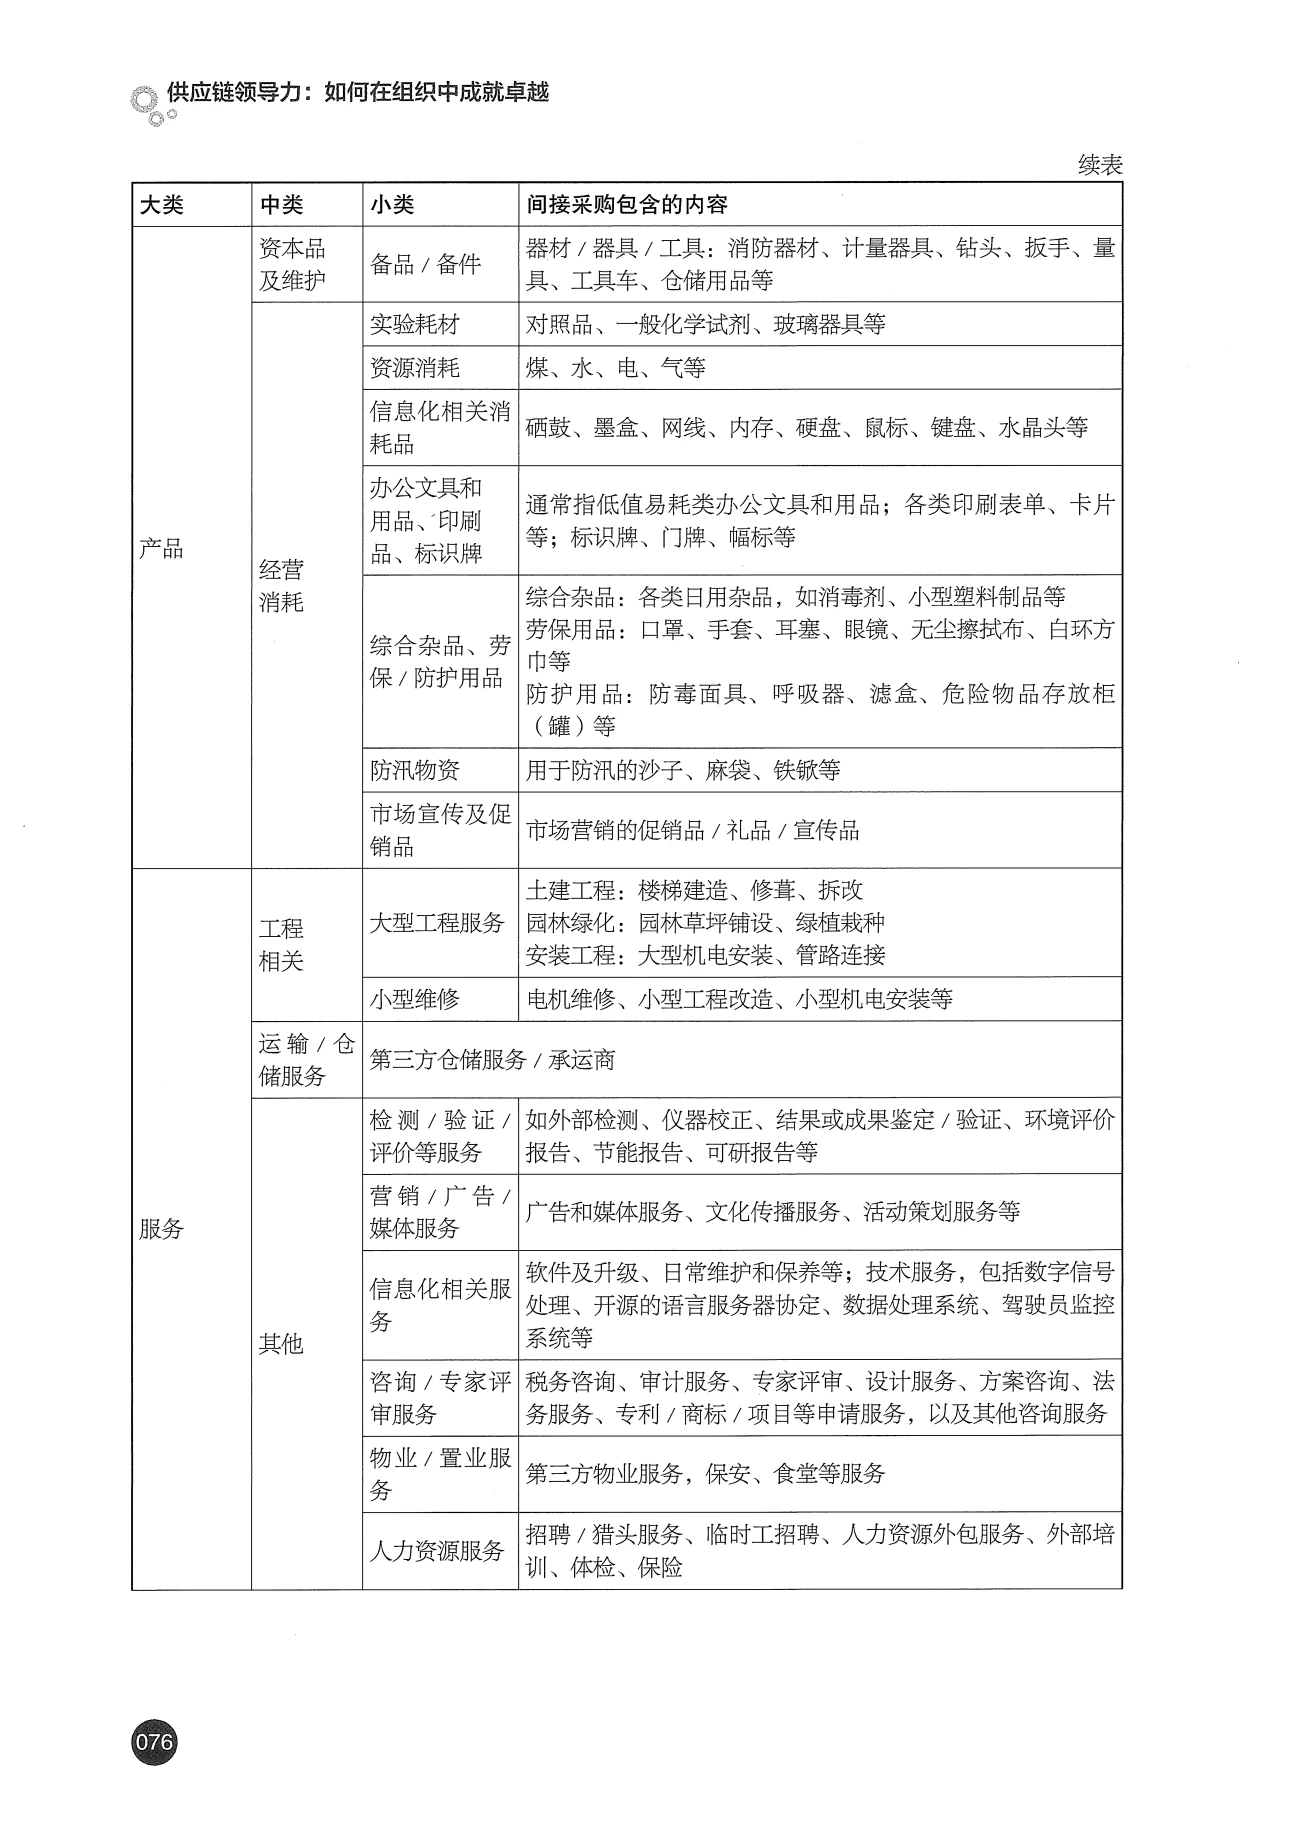 供应链领导力：如何在组织中成就卓越
续表
大类 中类 小类 间接采购包含的内容
产品
资本品
及维护
备品 / 备件
器材 / 器具 / 工具：消防器材、计量器具、钻头、扳手、量
具、工具车、仓储用品等
经营
消耗
实验耗材
对照品、一般化学试剂、玻璃器具等
资源消耗
煤、水、电、气等
信息化相关消
耗品
硒鼓、墨盒、网线、内存、硬盘、鼠标、键盘、水晶头等
办公文具和
用品、印刷
品、标识牌
通常指低值易耗类办公文具和用品；各类印刷表单、卡片
等；标识牌、门牌、幅标等
综合杂品、劳
保 / 防护用品
综合杂品：各类日用杂品，如消毒剂、小型塑料制品等
劳保用品：口罩、手套、耳塞、眼镜、无尘擦拭布、白环方
巾等
防护用品：防毒面具、呼吸器、滤盒、危险物品存放柜
（罐）等
防汛物资
用于防汛的沙子、麻袋、铁锨等
市场宣传及促
销品
市场营销的促销品 / 礼品 / 宣传品
服务
工程
相关
大型工程服务
土建工程：楼梯建造、修葺、拆改
园林绿化：园林草坪铺设、绿植栽种
安装工程：大型机电安装、管路连接
小型维修
电机维修、小型工程改造、小型机电安装等
运输 / 仓
储服务
第三方仓储服务 / 承运商
其他
检测 / 验证 /
评价等服务
如外部检测、仪器校正、结果或成果鉴定 / 验证、环境评价
报告、节能报告、可研报告等
营销 / 广告 /
媒体服务
广告和媒体服务、文化传播服务、活动策划服务等
信息化相关服
务
软件及升级、日常维护和保养等；技术服务，包括数字信号
处理、开源的语言服务器协定、数据处理系统、驾驶员监控
系统等
咨询 / 专家评
审服务
税务咨询、审计服务、专家评审、设计服务、方案咨询、法
务服务、专利 / 商标 / 项目等申请服务，以及其他咨询服务
物业 / 置业服
务
第三方物业服务，保安、食堂等服务
人力资源服务
招聘 / 猎头服务、临时工招聘、人力资源外包服务、外部培
训、体检、保险
076